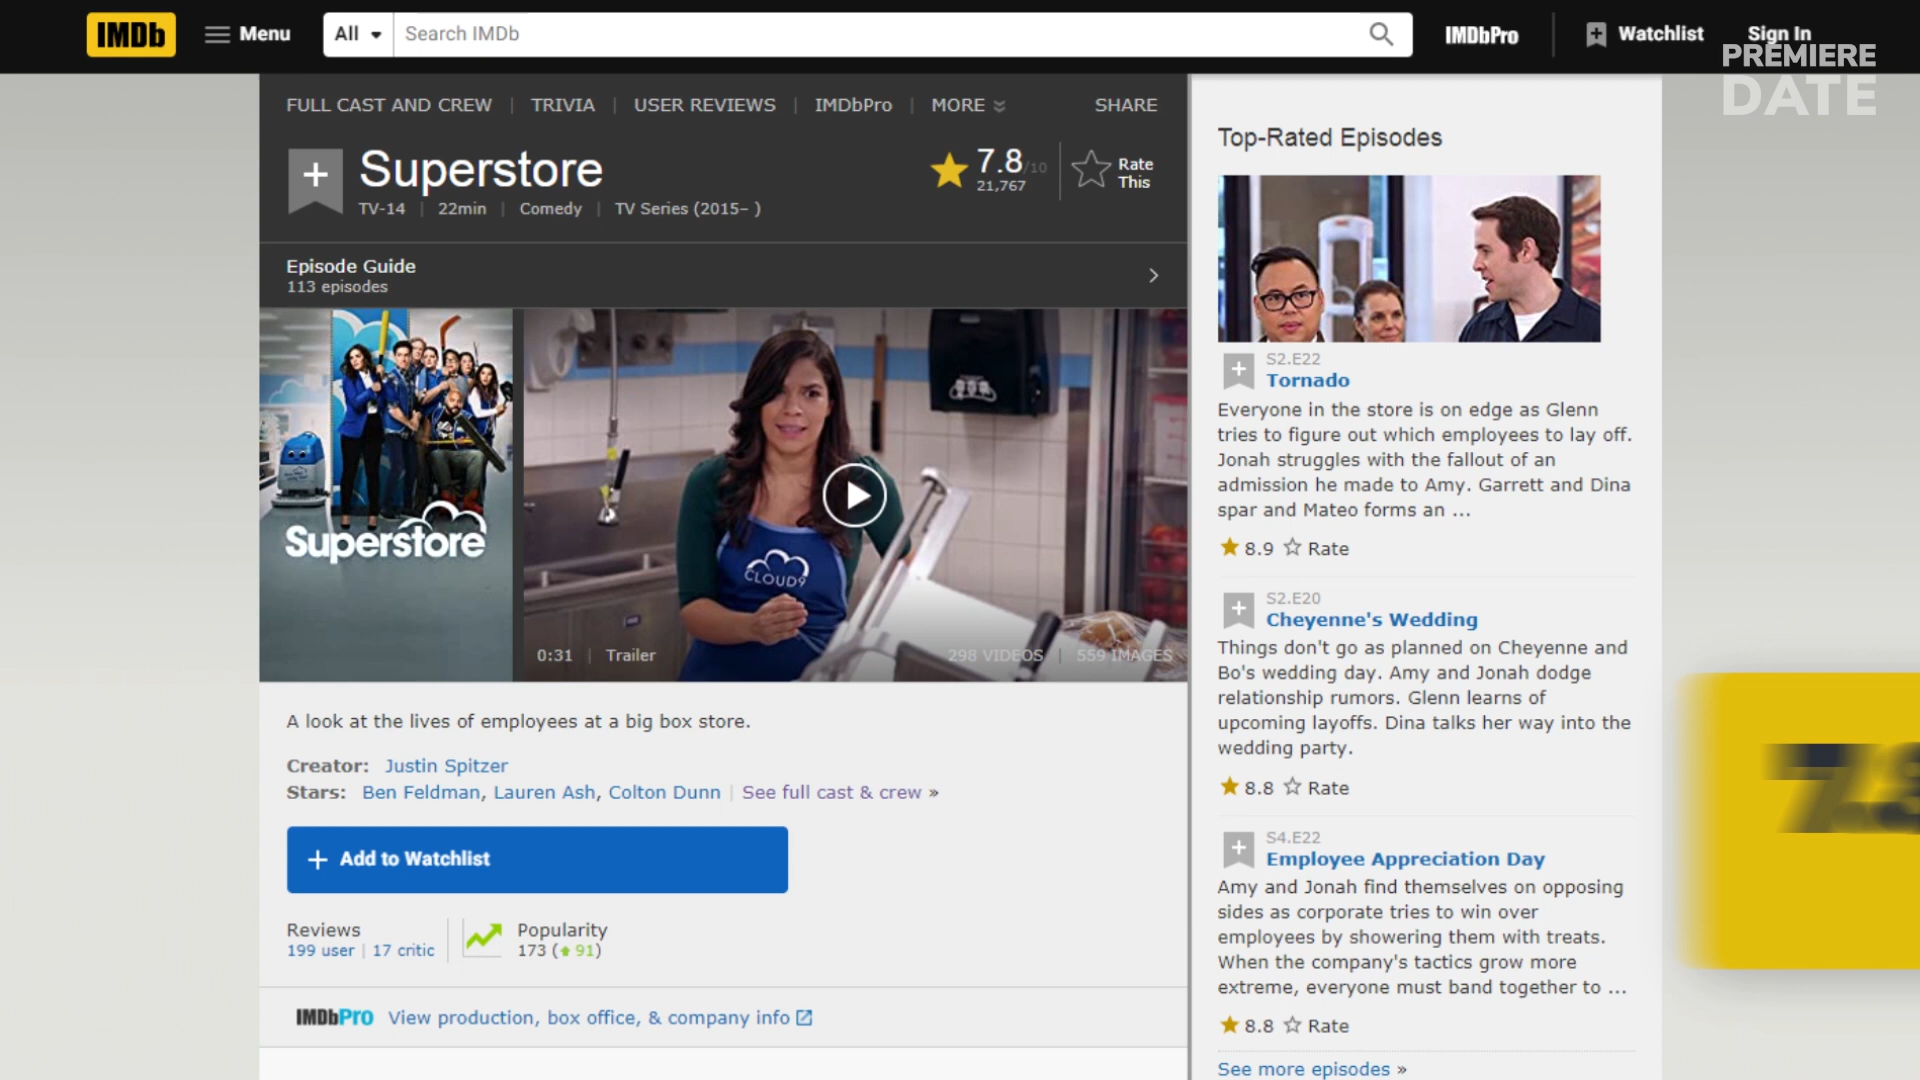 IMDb
Menu
All
Search IMDb
IMDbPro
Watchlist
Sign In
PREMIERE
DATE
FULL CAST AND CREW | TRIVIA | USER REVIEWS | IMDbPro | MORE
SHARE
Superstore
7.8/10
21,767
Rate
This
TV-14 | 22min | Comedy | TV Series (2015– )
Episode Guide
113 episodes
Superstore
CLOUD9
0:31 | Trailer
298 VIDEOS | 559 IMAGES
A look at the lives of employees at a big box store.
Creator: Justin Spitzer
Stars: Ben Feldman, Lauren Ash, Colton Dunn | See full cast & crew »
+ Add to Watchlist
Reviews
199 user | 17 critic
Popularity
173 (91)
IMDbPro View production, box office, & company info
Top-Rated Episodes
S2.E22
Tornado
Everyone in the store is on edge as Glenn
tries to figure out which employees to lay off.
Jonah struggles with the fallout of an
admission he made to Amy. Garrett and Dina
spar and Mateo forms an ...
8.9 Rate
S2.E20
Cheyenne's Wedding
Things don't go as planned on Cheyenne and
Bo's wedding day. Amy and Jonah dodge
relationship rumors. Glenn learns of
upcoming layoffs. Dina talks her way into the
wedding party.
8.8 Rate
S4.E22
Employee Appreciation Day
Amy and Jonah find themselves on opposing
sides as corporate tries to win over
employees by showering them with treats.
When the company's tactics grow more
extreme, everyone must band together to ...
8.8 Rate
See more episodes »